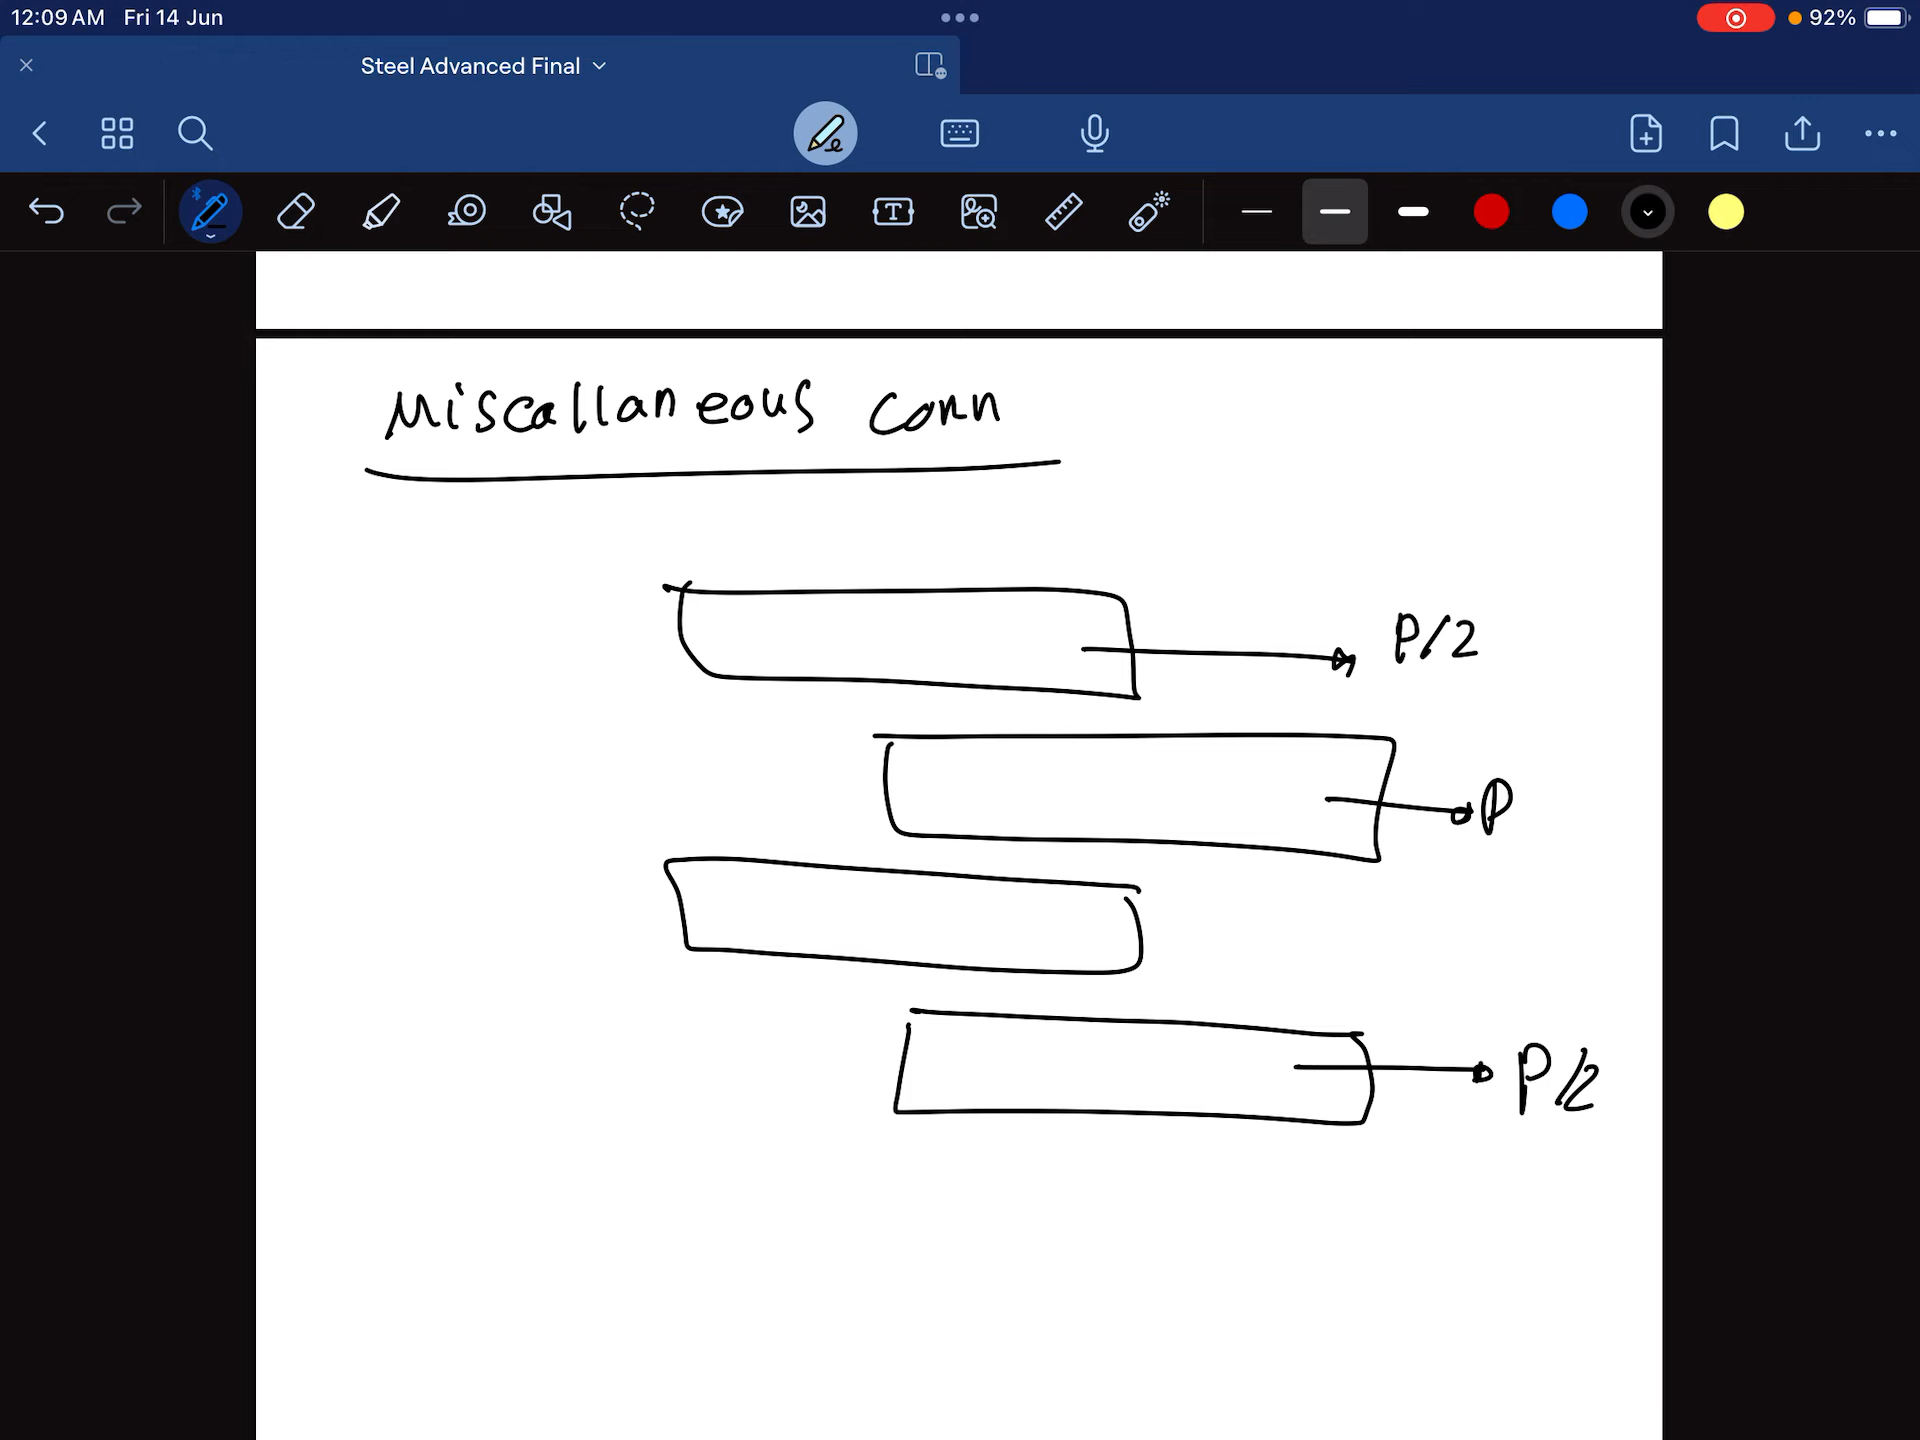 12:09 AM Fri 14 Jun
92%
Steel Advanced Final
Miscallaneous conn
P/2
P
P/2